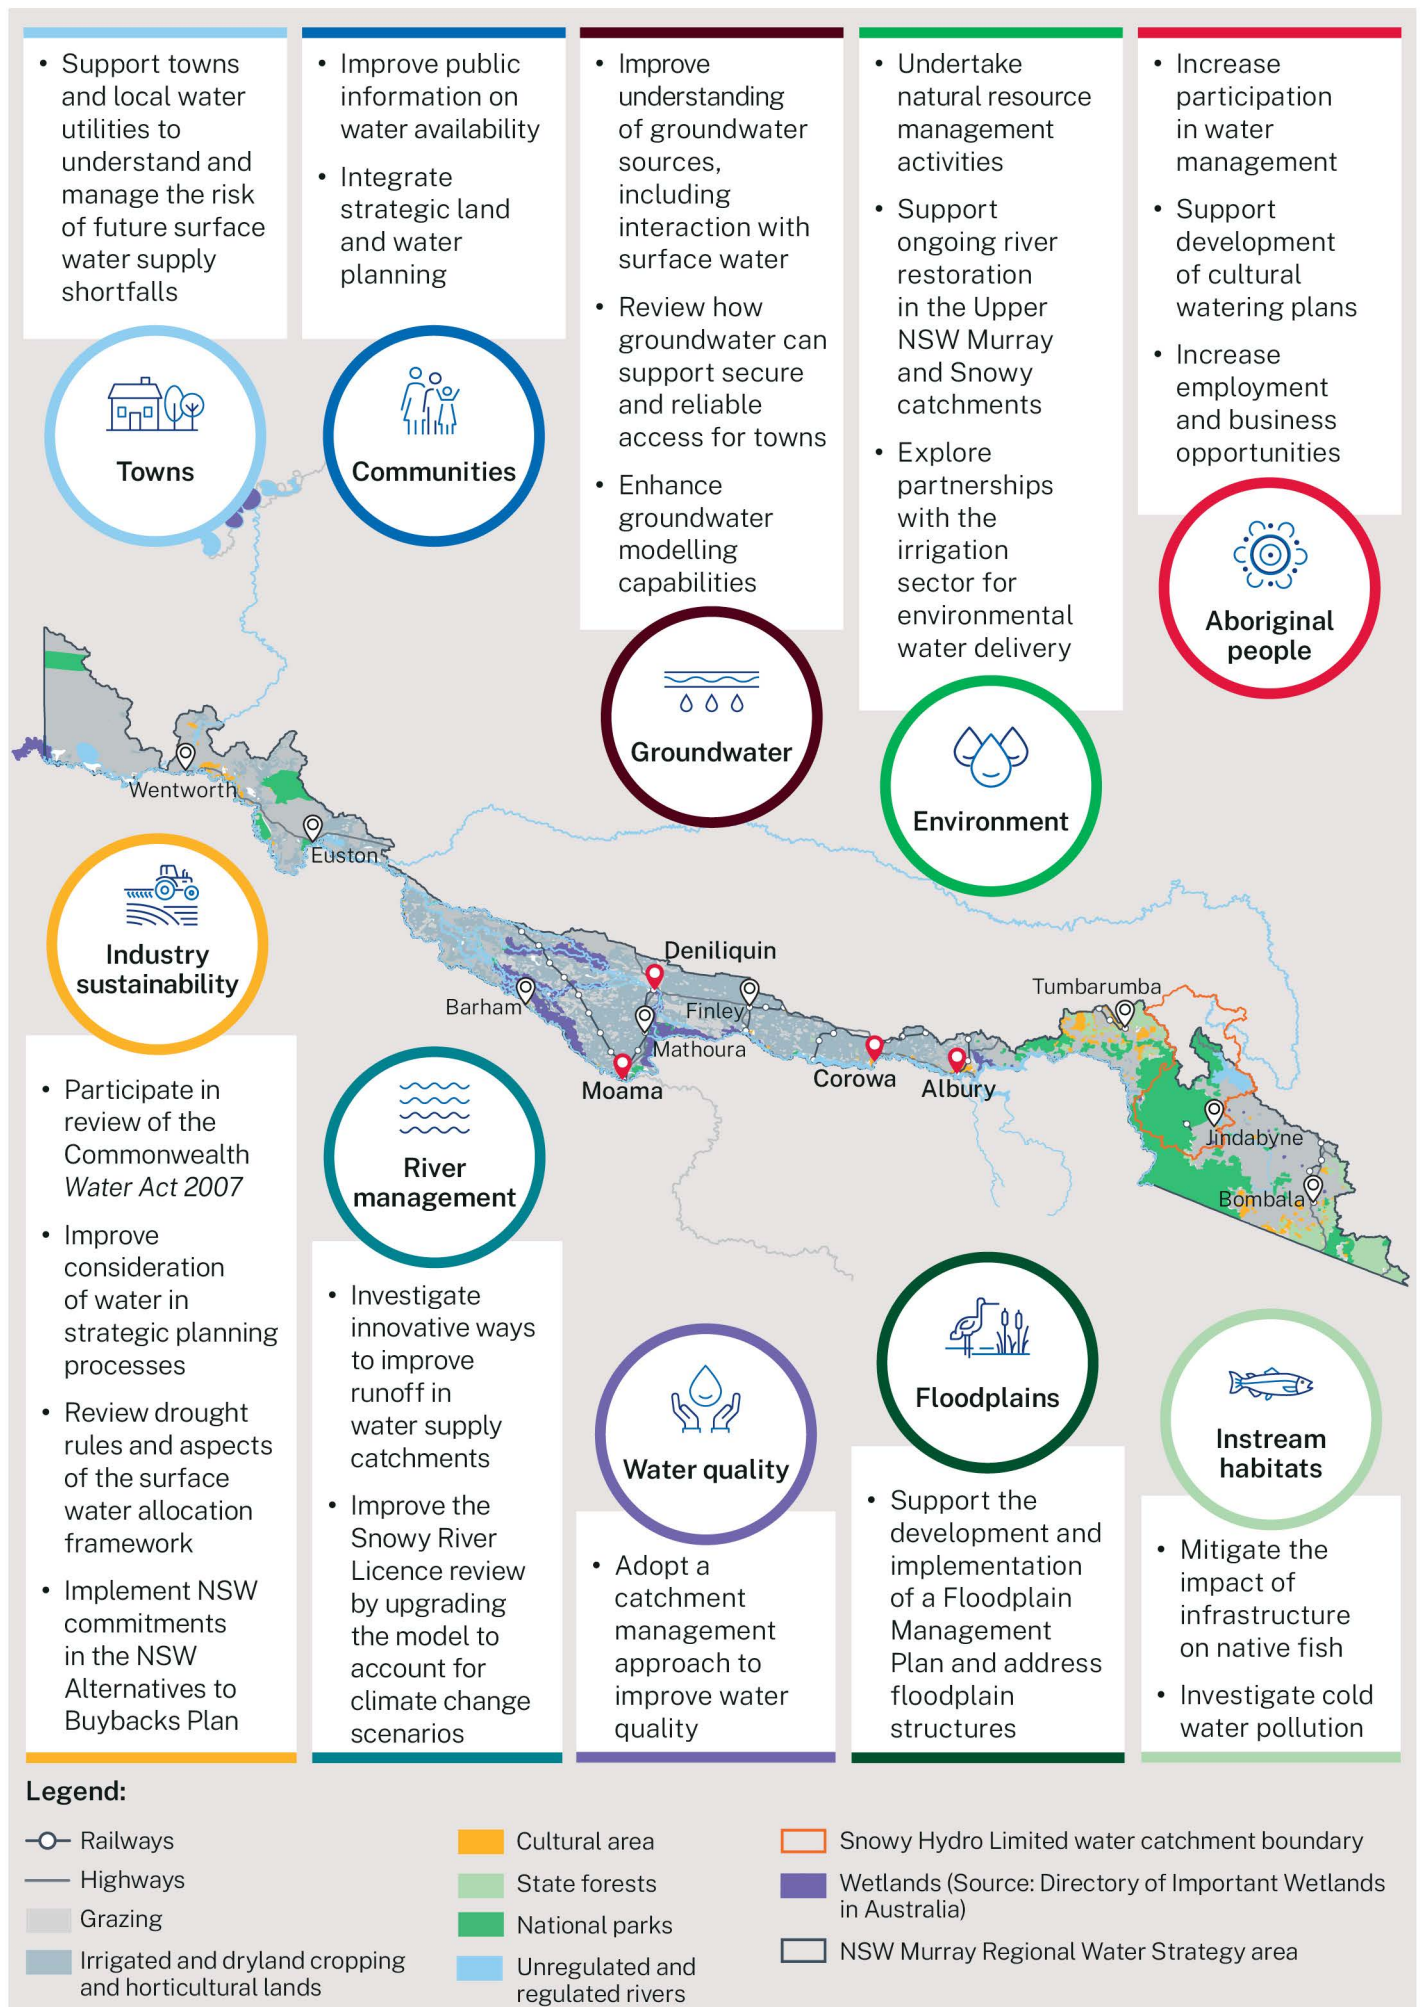 • Support towns
and local water
utilities to
understand and
manage the risk
of future surface
water supply
shortfalls
Towns
• Improve public
information on
water availability
• Integrate
strategic land
and water
planning
Communities
• Improve
understanding
of groundwater
sources,
including
interaction with
surface water
• Review how
groundwater can
support secure
and reliable
access for towns
• Enhance
groundwater
modelling
capabilities
Groundwater
• Undertake
natural resource
management
activities
• Support
ongoing river
restoration
in the Upper
NSW Murray
and Snowy
catchments
• Explore
partnerships
with the
irrigation
sector for
environmental
water delivery
Environment
• Increase
participation
in water
management
• Support
development
of cultural
watering plans
• Increase
employment
and business
opportunities
Aboriginal
people
Wentworth
Euston
Deniliquin
Barham
Finley
Mathoura
Moama
Corowa
Albury
Tumbarumba
Jindabyne
Bombala
Industry
sustainability
• Participate in
review of the
Commonwealth
Water Act 2007
• Improve
consideration
of water in
strategic planning
processes
• Review drought
rules and aspects
of the surface
water allocation
framework
• Implement NSW
commitments
in the NSW
Alternatives to
Buybacks Plan
River
management
• Investigate
innovative ways
to improve
runoff in
water supply
catchments
• Improve the
Snowy River
Licence review
by upgrading
the model to
account for
climate change
scenarios
Water quality
• Adopt a
catchment
management
approach to
improve water
quality
Floodplains
• Support the
development and
implementation
of a Floodplain
Management
Plan and address
floodplain
structures
Instream
habitats
• Mitigate the
impact of
infrastructure
on native fish
• Investigate cold
water pollution
Legend:
Railways
Highways
Grazing
Irrigated and dryland cropping
and horticultural lands
Cultural area
State forests
National parks
Unregulated and
regulated rivers
Snowy Hydro Limited water catchment boundary
Wetlands (Source: Directory of Important Wetlands
in Australia)
NSW Murray Regional Water Strategy area